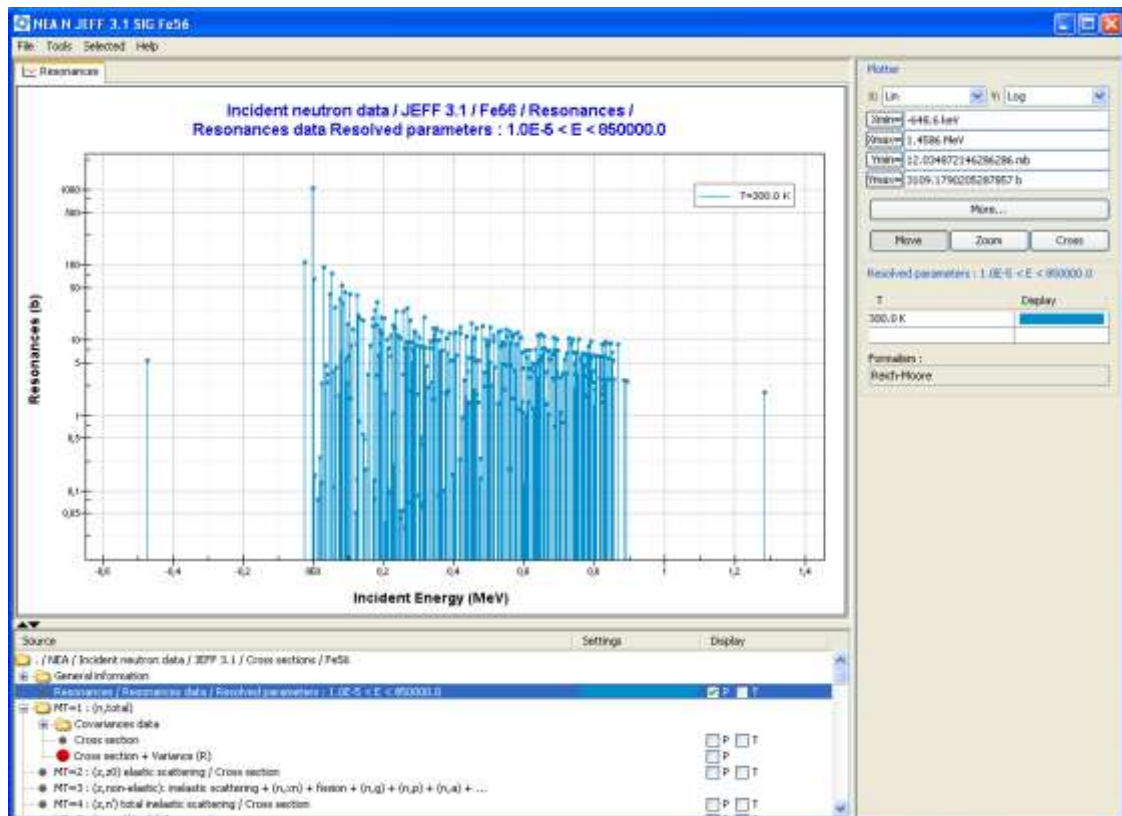 NEA N JEFF 3.1 SIG Fe56
File Tools Selected Help
Resonances
Incident neutron data / JEFF 3.1 / Fe56 / Resonances /
Resonances data Resolved parameters : 1.0E-5 < E < 850000.0
T=300.0 K
1000
500
100
50
10
5
1
0,5
0,1
0,05
Resonances (b)
-0,6 -0,4 -0,2 0E0 0,2 0,4 0,6 0,8 1 1,2 1,4
Incident Energy (MeV)
Plotter
X: Lin Y: Log
Xmin= -646.6 keV
Xmax= 1.4586 MeV
Ymin= 12.034872146286286 mb
Ymax= 3109.1790205287857 b
More...
Move Zoom Cross
Resolved parameters : 1.0E-5 < E < 850000.0
T Display
300.0 K
Formalism :
Reich-Moore
Source Settings Display
. / NEA / Incident neutron data / JEFF 3.1 / Cross sections / Fe56
General information
Resonances / Resonances data / Resolved parameters : 1.0E-5 < E < 850000.0 P T
MT=1 : (n,total)
Covariances data
Cross section P T
Cross section + Variance (R) P
MT=2 : (z,z0) elastic scattering / Cross section P T
MT=3 : (z,non-elastic): inelastic scattering + (n,xn) + fission + (n,g) + (n,p) + (n,a) + ...
MT=4 : (z,n') total inelastic scattering / Cross section P T